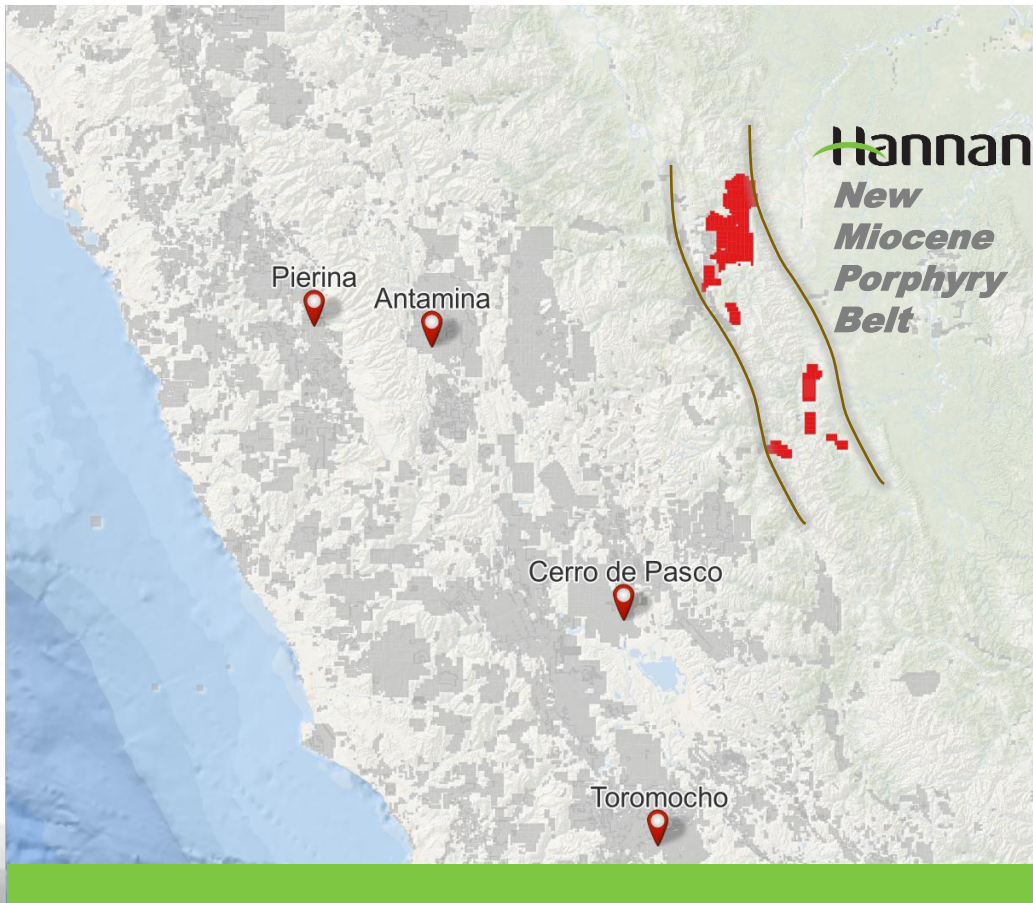 Hannan
New
Miocene
Porphyry
Belt
Pierina
Antamina
Cerro de Pasco
Toromocho